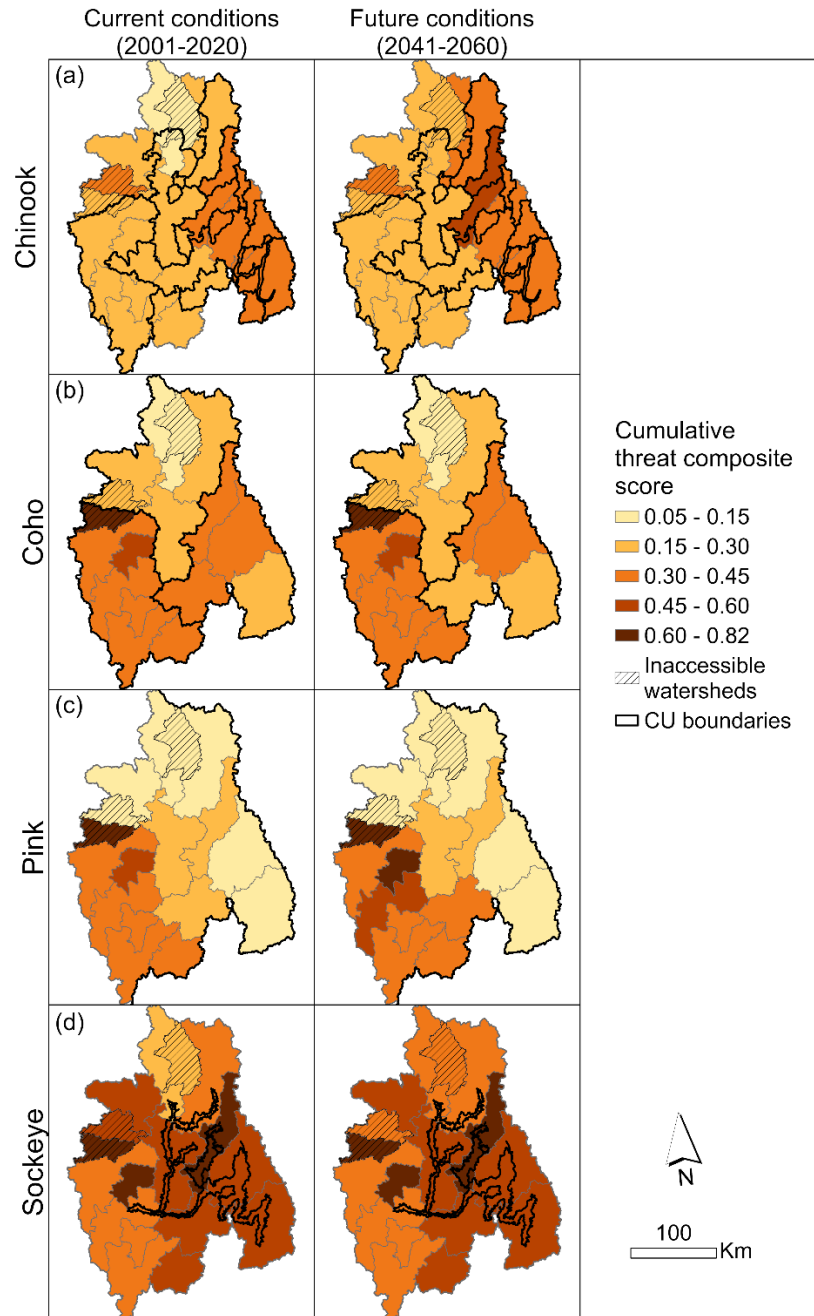 Current conditions
(2001-2020)
Future conditions
(2041-2060)
(a)
Chinook
(b)
Coho
(c)
Pink
(d)
Sockeye
Cumulative
threat composite
score
0.05 - 0.15
0.15 - 0.30
0.30 - 0.45
0.45 - 0.60
0.60 - 0.82
Inaccessible
watersheds
CU boundaries
N
100
Km